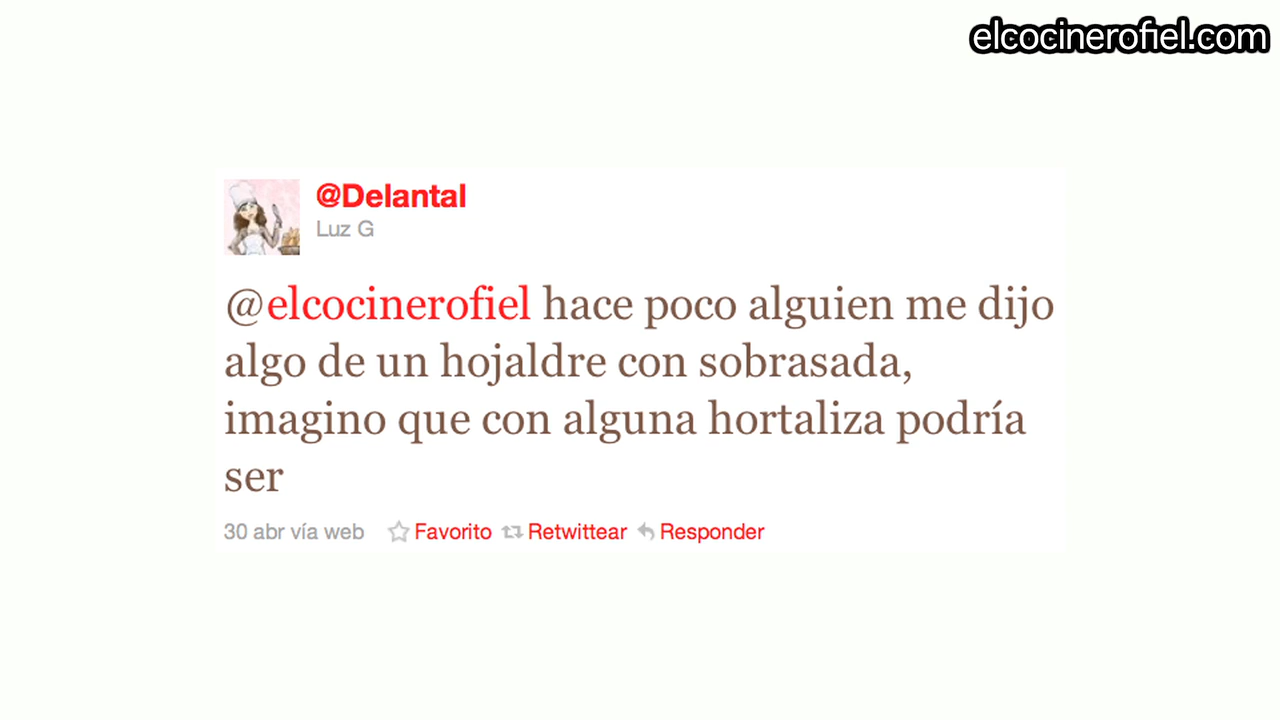 elcocinerofiel.com
@Delantal
Luz G
@elcocinerofiel hace poco alguien me dijo
algo de un hojaldre con sobrasada,
imagino que con alguna hortaliza podría
ser
30 abr vía web Favorito Retwittear Responder